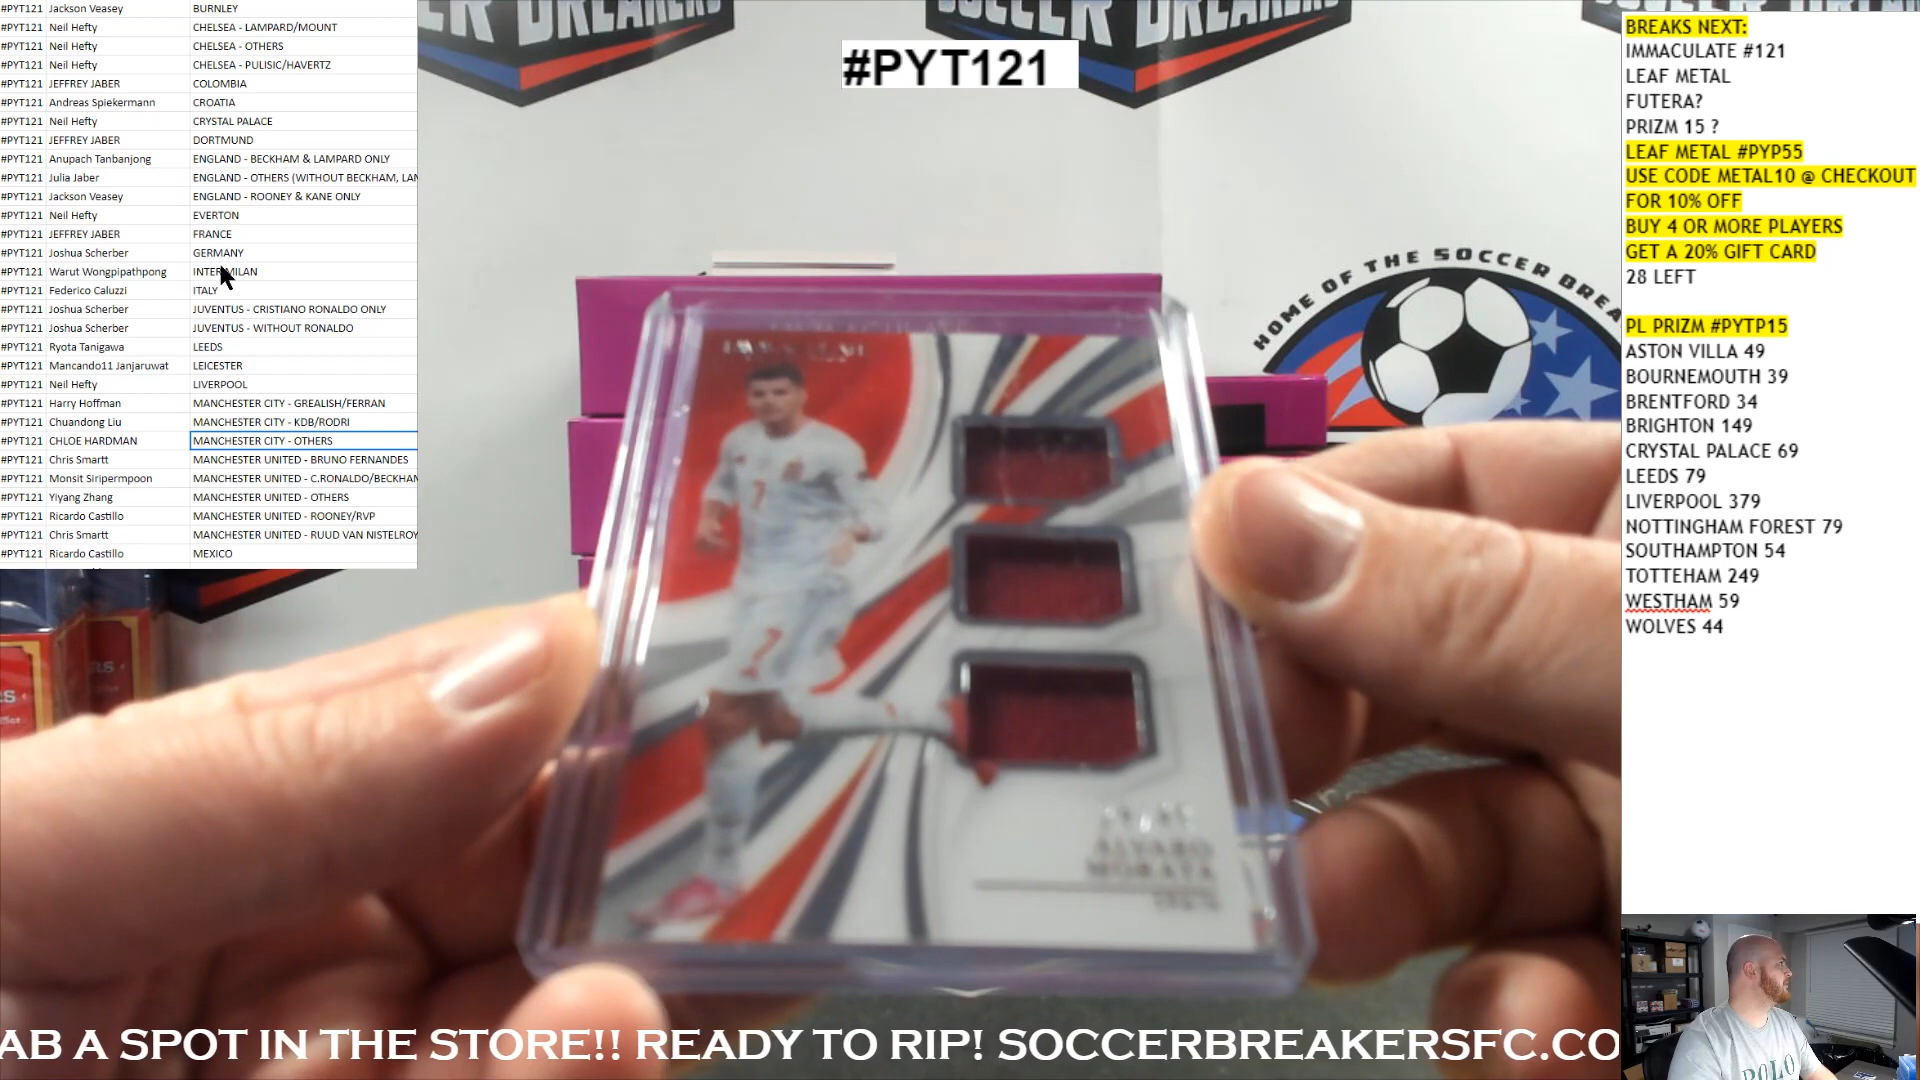 #PYT121 Jackson Veasey BURNLEY
#PYT121 Neil Hefty CHELSEA - LAMPARD/MOUNT
#PYT121 Neil Hefty CHELSEA - OTHERS
#PYT121 Neil Hefty CHELSEA - PULISIC/HAVERTZ
#PYT121 JEFFREY JABER COLOMBIA
#PYT121 Andreas Spiekermann CROATIA
#PYT121 Neil Hefty CRYSTAL PALACE
#PYT121 JEFFREY JABER DORTMUND
#PYT121 Anupach Tanbanjong ENGLAND - BECKHAM & LAMPARD ONLY
#PYT121 Julia Jaber ENGLAND - OTHERS (WITHOUT BECKHAM, LAM
#PYT121 Jackson Veasey ENGLAND - ROONEY & KANE ONLY
#PYT121 Neil Hefty EVERTON
#PYT121 JEFFREY JABER FRANCE
#PYT121 Joshua Scherber GERMANY
#PYT121 Warut Wongpipathpong INTER MILAN
#PYT121 Federico Caluzzi ITALY
#PYT121 Joshua Scherber JUVENTUS - CRISTIANO RONALDO ONLY
#PYT121 Joshua Scherber JUVENTUS - WITHOUT RONALDO
#PYT121 Ryota Tanigawa LEEDS
#PYT121 Mancando11 Janjaruwat LEICESTER
#PYT121 Neil Hefty LIVERPOOL
#PYT121 Harry Hoffman MANCHESTER CITY - GREALISH/FERRAN
#PYT121 Chuandong Liu MANCHESTER CITY - KDB/RODRI
#PYT121 CHLOE HARDMAN MANCHESTER CITY - OTHERS
#PYT121 Chris Smartt MANCHESTER UNITED - BRUNO FERNANDES
#PYT121 Monsit Siripermpoon MANCHESTER UNITED - C.RONALDO/BECKHAM
#PYT121 Yiyang Zhang MANCHESTER UNITED - OTHERS
#PYT121 Ricardo Castillo MANCHESTER UNITED - ROONEY/RVP
#PYT121 Chris Smartt MANCHESTER UNITED - RUUD VAN NISTELROY
#PYT121 Ricardo Castillo MEXICO
#PYT121
SOCCER BREAKERS
HOME OF THE SOCCER BREA
7
7
ALVARO
MORATA
BREAKS NEXT:
IMMACULATE #121
LEAF METAL
FUTERA?
PRIZM 15 ?
LEAF METAL #PYP55
USE CODE METAL10 @ CHECKOUT
FOR 10% OFF
BUY 4 OR MORE PLAYERS
GET A 20% GIFT CARD
28 LEFT
PL PRIZM #PYTP15
ASTON VILLA 49
BOURNEMOUTH 39
BRENTFORD 34
BRIGHTON 149
CRYSTAL PALACE 69
LEEDS 79
LIVERPOOL 379
NOTTINGHAM FOREST 79
SOUTHAMPTON 54
TOTTEHAM 249
WESTHAM 59
WOLVES 44
POLO
AB A SPOT IN THE STORE!! READY TO RIP! SOCCERBREAKERSFC.CO